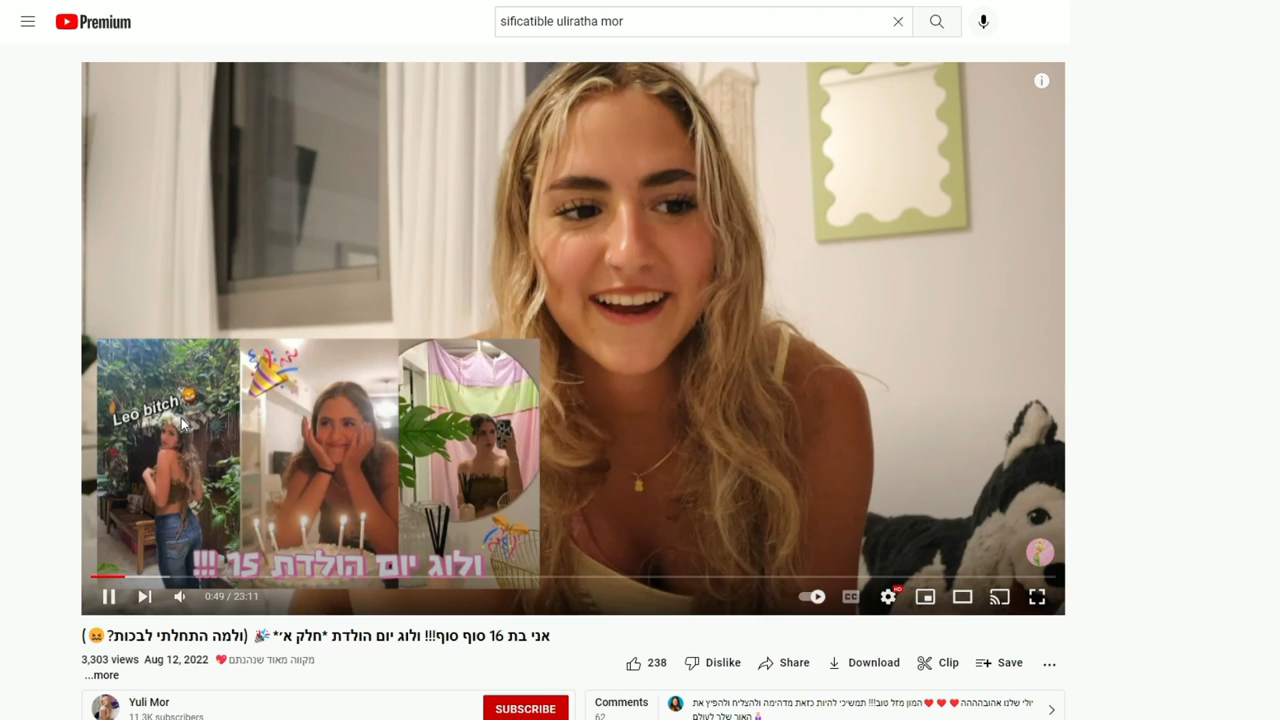 Premium
sificatible uliratha mor
Leo bitch
ולוג יום הולדת 15 !!!
0:49 / 23:11
CC
HD
אני בת 16 סוף סוף!!! ולוג יום הולדת *חלק א׳* 🎉 (ולמה התחלתי לבכות?😖)
3,303 views Aug 12, 2022 מקווה מאוד שנהנתם💖
...more
238
Dislike
Share
Download
Clip
Save
Yuli Mor
11.3K subscribers
SUBSCRIBE
Comments
62
יולי שלנו אהובהההה❤️ ❤️ ❤️ המון מזל טוב!!! תמשיכי להיות כזאת מדהימה ולהצליח ולהפיץ את
האור שלך לעולם